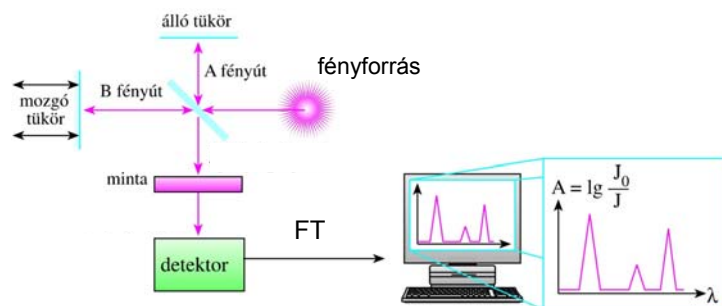 álló tükör
A fényút
fényforrás
B fényút
mozgó
tükör
minta
detektor
FT
A = lg J₀/J
λ